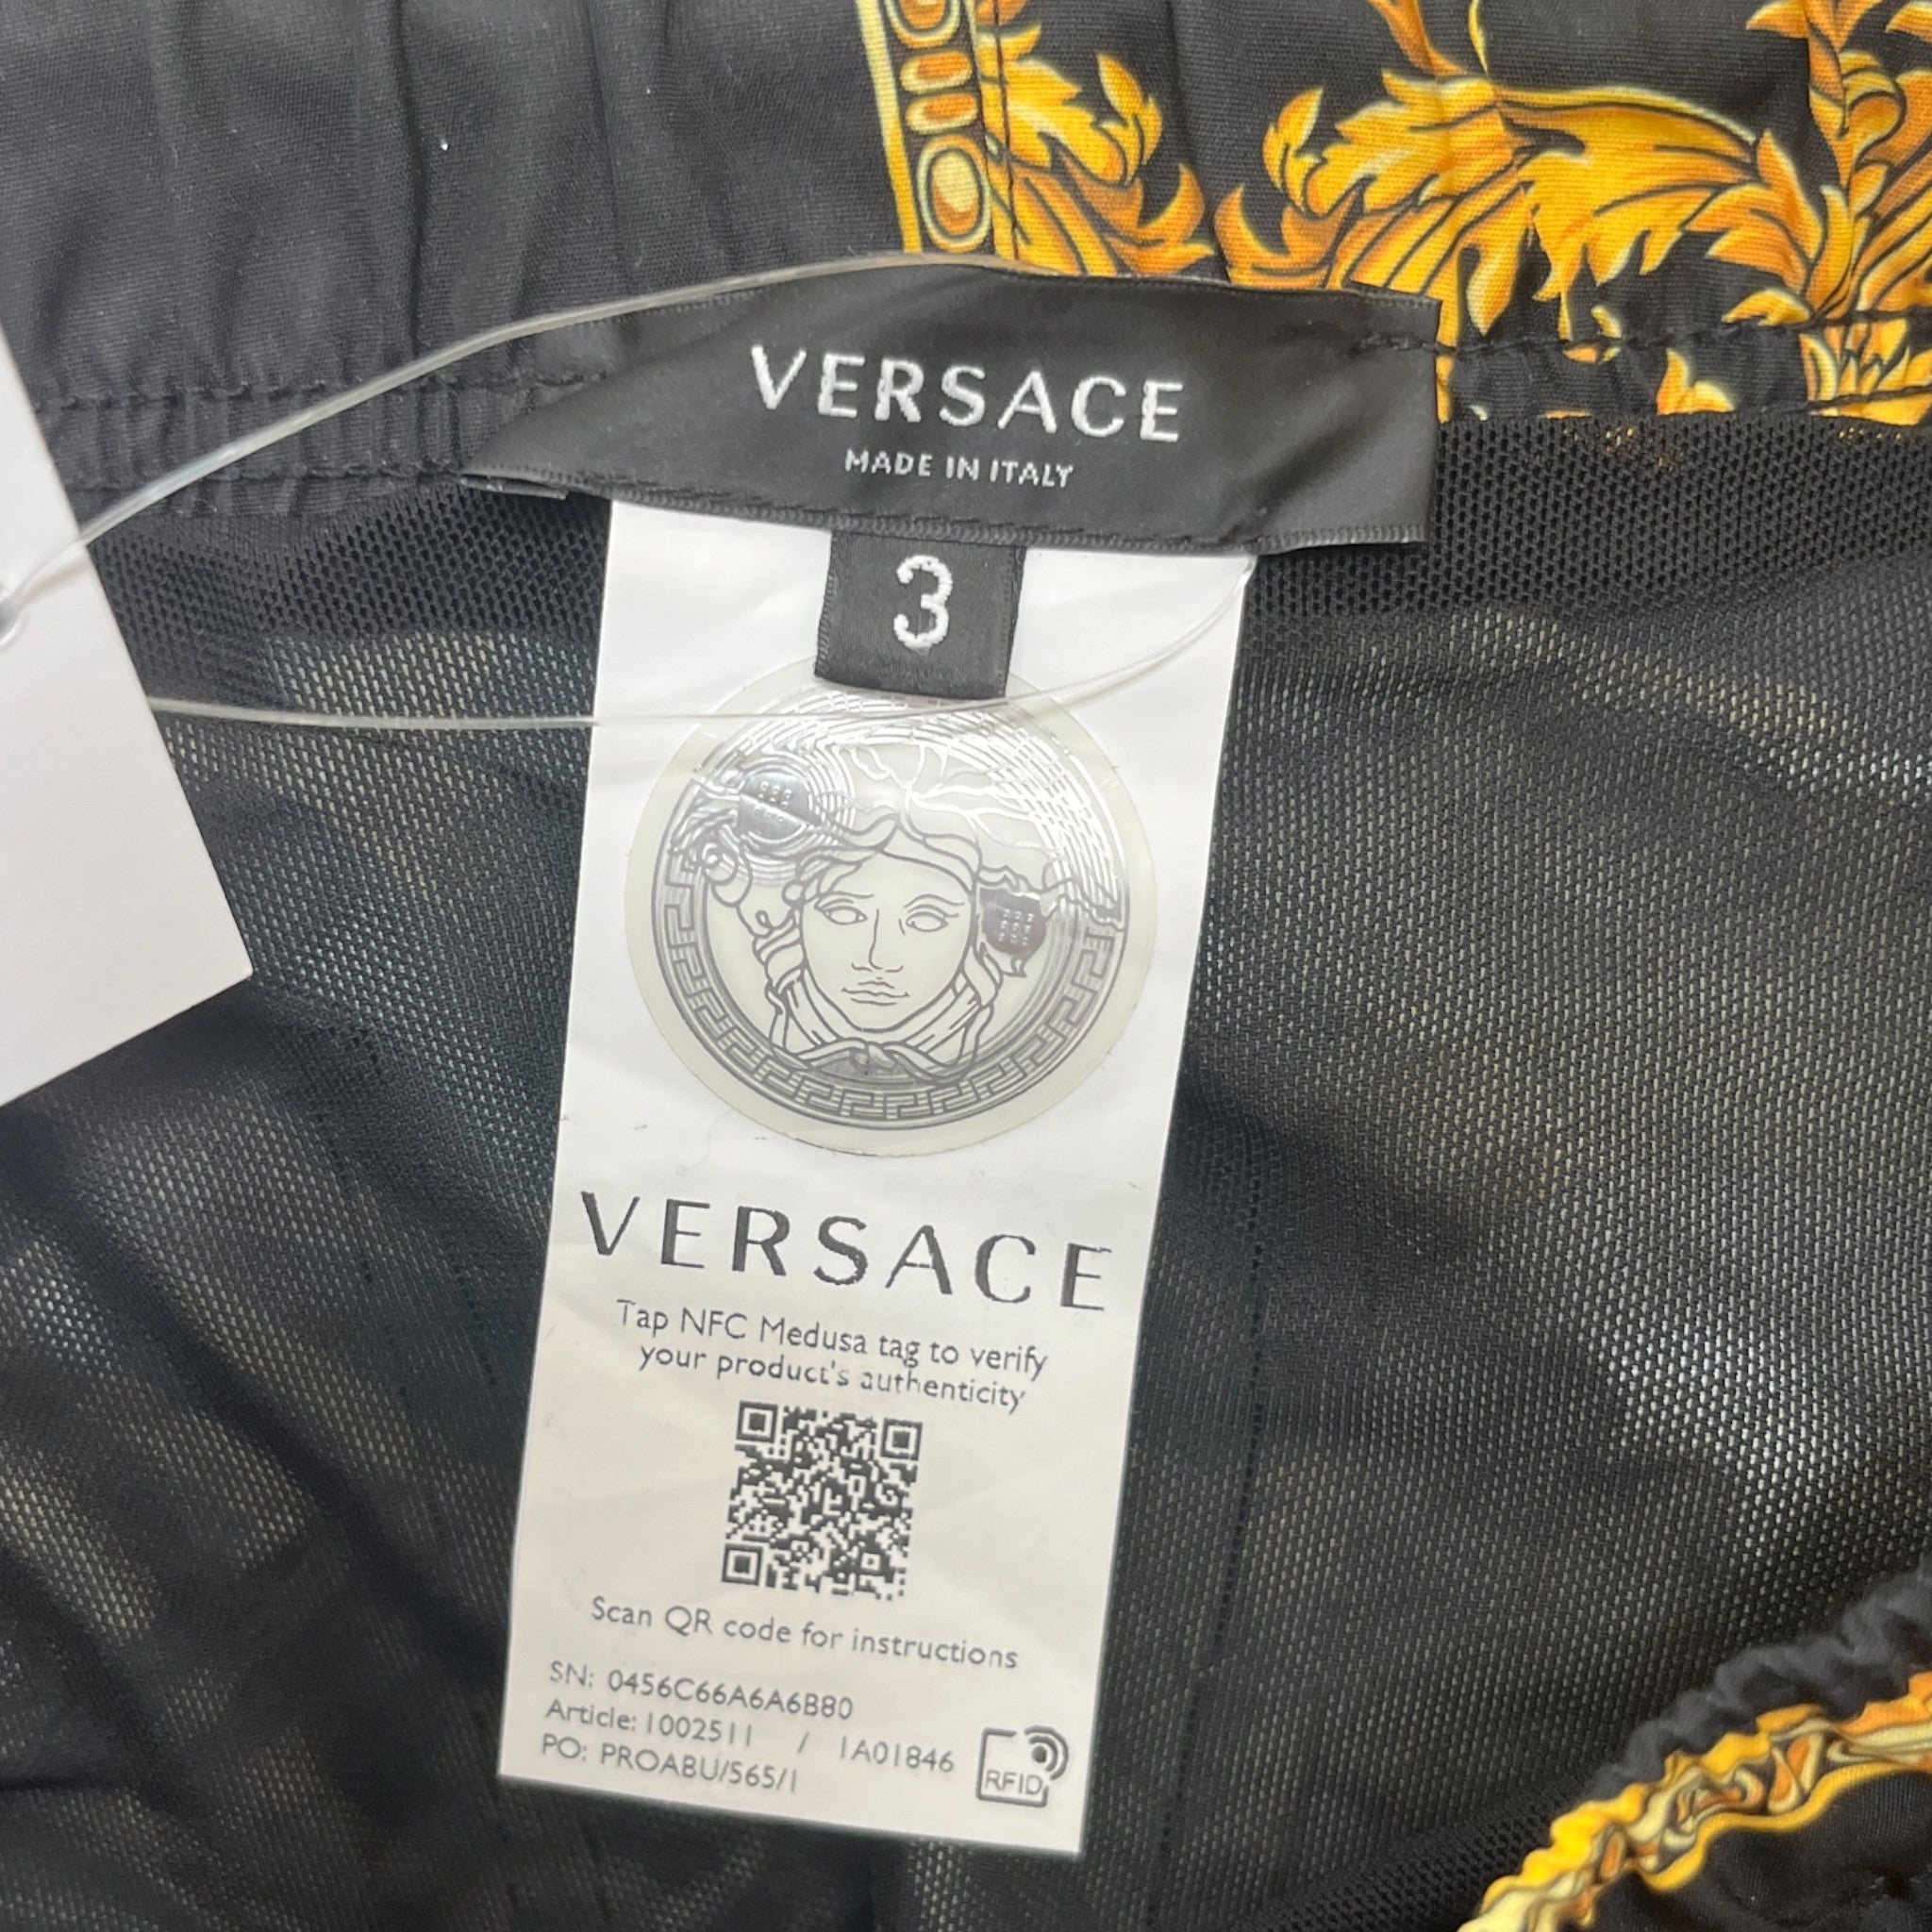 VERSACE
MADE IN ITALY
3
VERSACE
Tap NFC Medusa tag to verify
your product's authenticity
Scan QR code for instructions
SN: 0456C66A6A6B80
Article: 1002511 / 1A01846
PO: PROABU/565/1
RFID